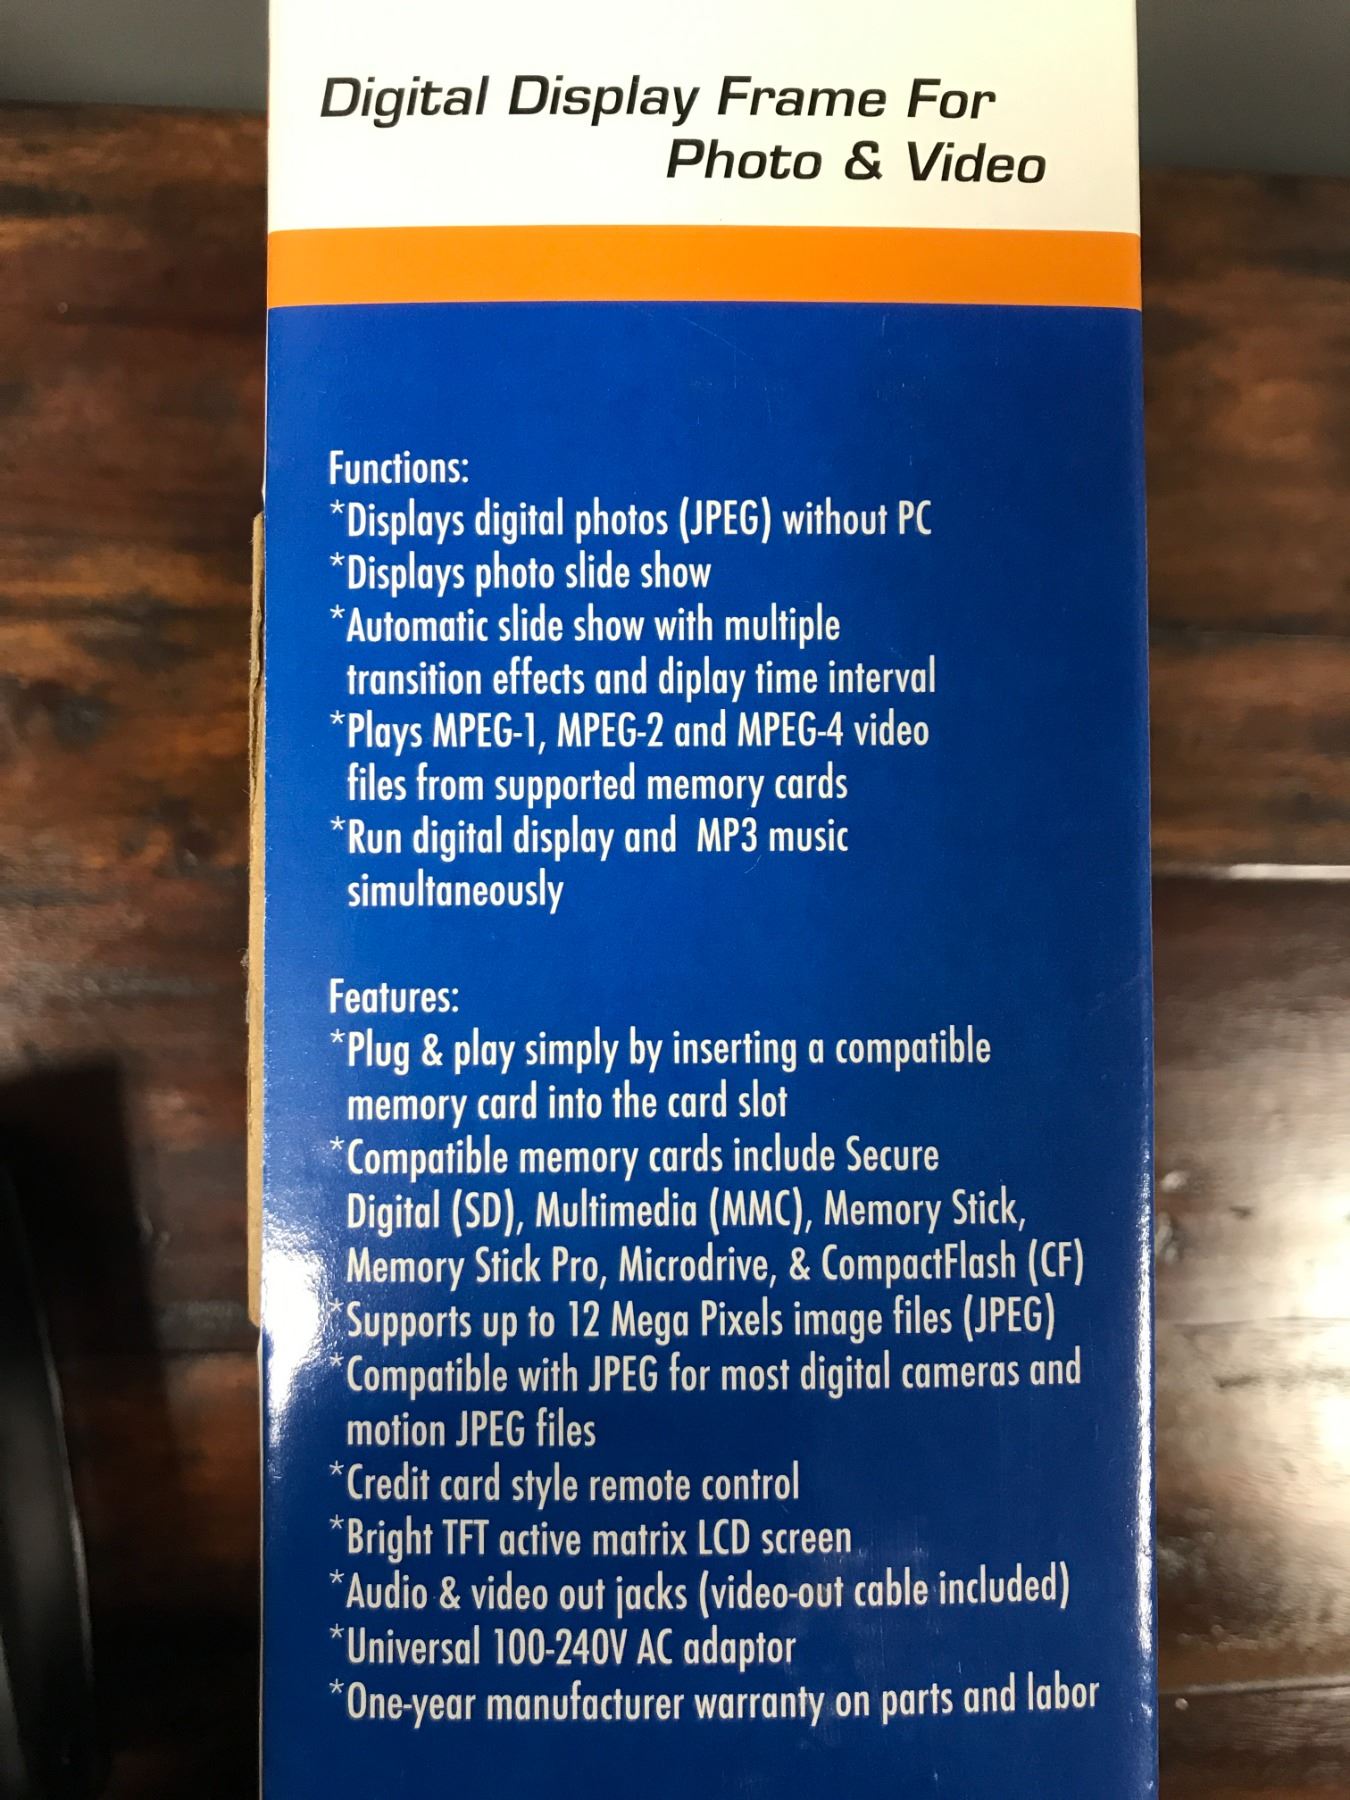 Digital Display Frame For
Photo & Video
Functions:
*Displays digital photos (JPEG) without PC
*Displays photo slide show
*Automatic slide show with multiple
transition effects and diplay time interval
*Plays MPEG-1, MPEG-2 and MPEG-4 video
files from supported memory cards
*Run digital display and MP3 music
simultaneously
Features:
*Plug & play simply by inserting a compatible
memory card into the card slot
*Compatible memory cards include Secure
Digital (SD), Multimedia (MMC), Memory Stick,
Memory Stick Pro, Microdrive, & CompactFlash (CF)
*Supports up to 12 Mega Pixels image files (JPEG)
*Compatible with JPEG for most digital cameras and
motion JPEG files
*Credit card style remote control
*Bright TFT active matrix LCD screen
*Audio & video out jacks (video-out cable included)
*Universal 100-240V AC adaptor
*One-year manufacturer warranty on parts and labor